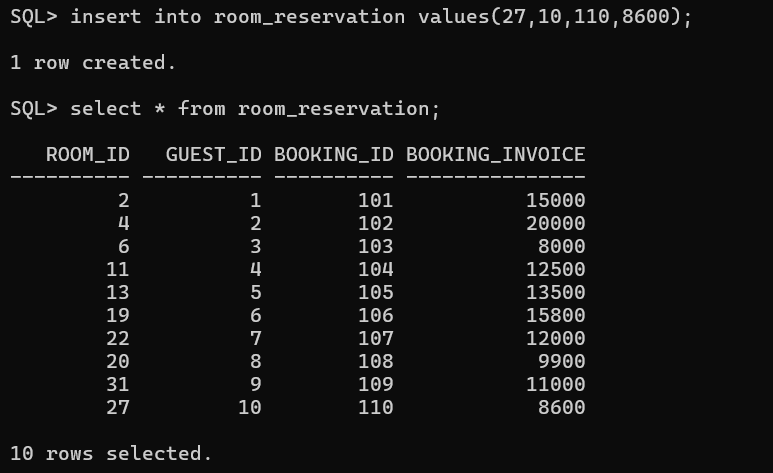 SQL> insert into room_reservation values(27,10,110,8600);
1 row created.
SQL> select * from room_reservation;
ROOM_ID GUEST_ID BOOKING_ID BOOKING_INVOICE
---------- ---------- ---------- ---------------
2 1 101 15000
4 2 102 20000
6 3 103 8000
11 4 104 12500
13 5 105 13500
19 6 106 15800
22 7 107 12000
20 8 108 9900
31 9 109 11000
27 10 110 8600
10 rows selected.